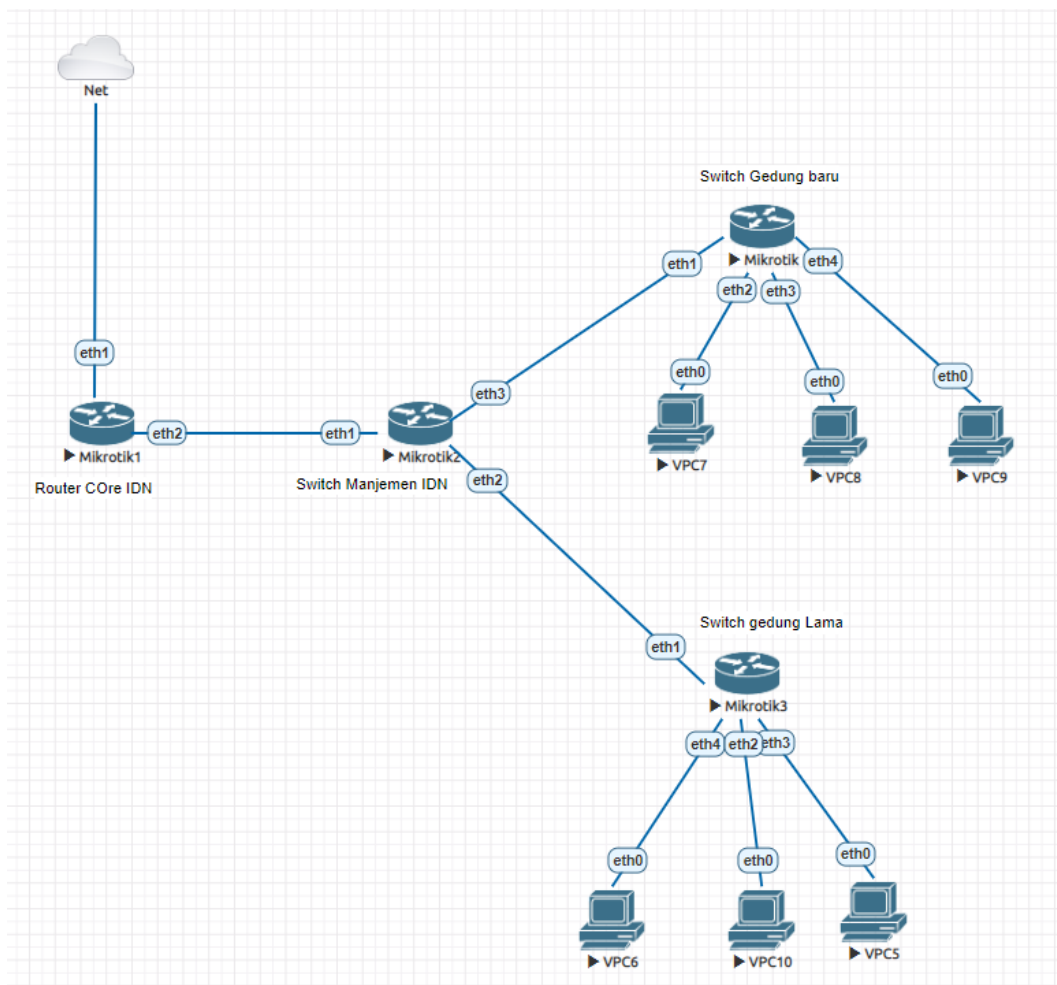 Net
Switch Gedung baru
Mikrotik
eth1
eth4
eth2
eth3
eth1
eth0
eth0
eth0
eth3
eth2
eth1
Mikrotik1
Mikrotik2
VPC7
VPC8
VPC9
Router COre IDN
Switch Manjemen IDN
eth2
Switch gedung Lama
eth1
Mikrotik3
eth4
eth2
eth3
eth0
eth0
eth0
VPC6
VPC10
VPC5